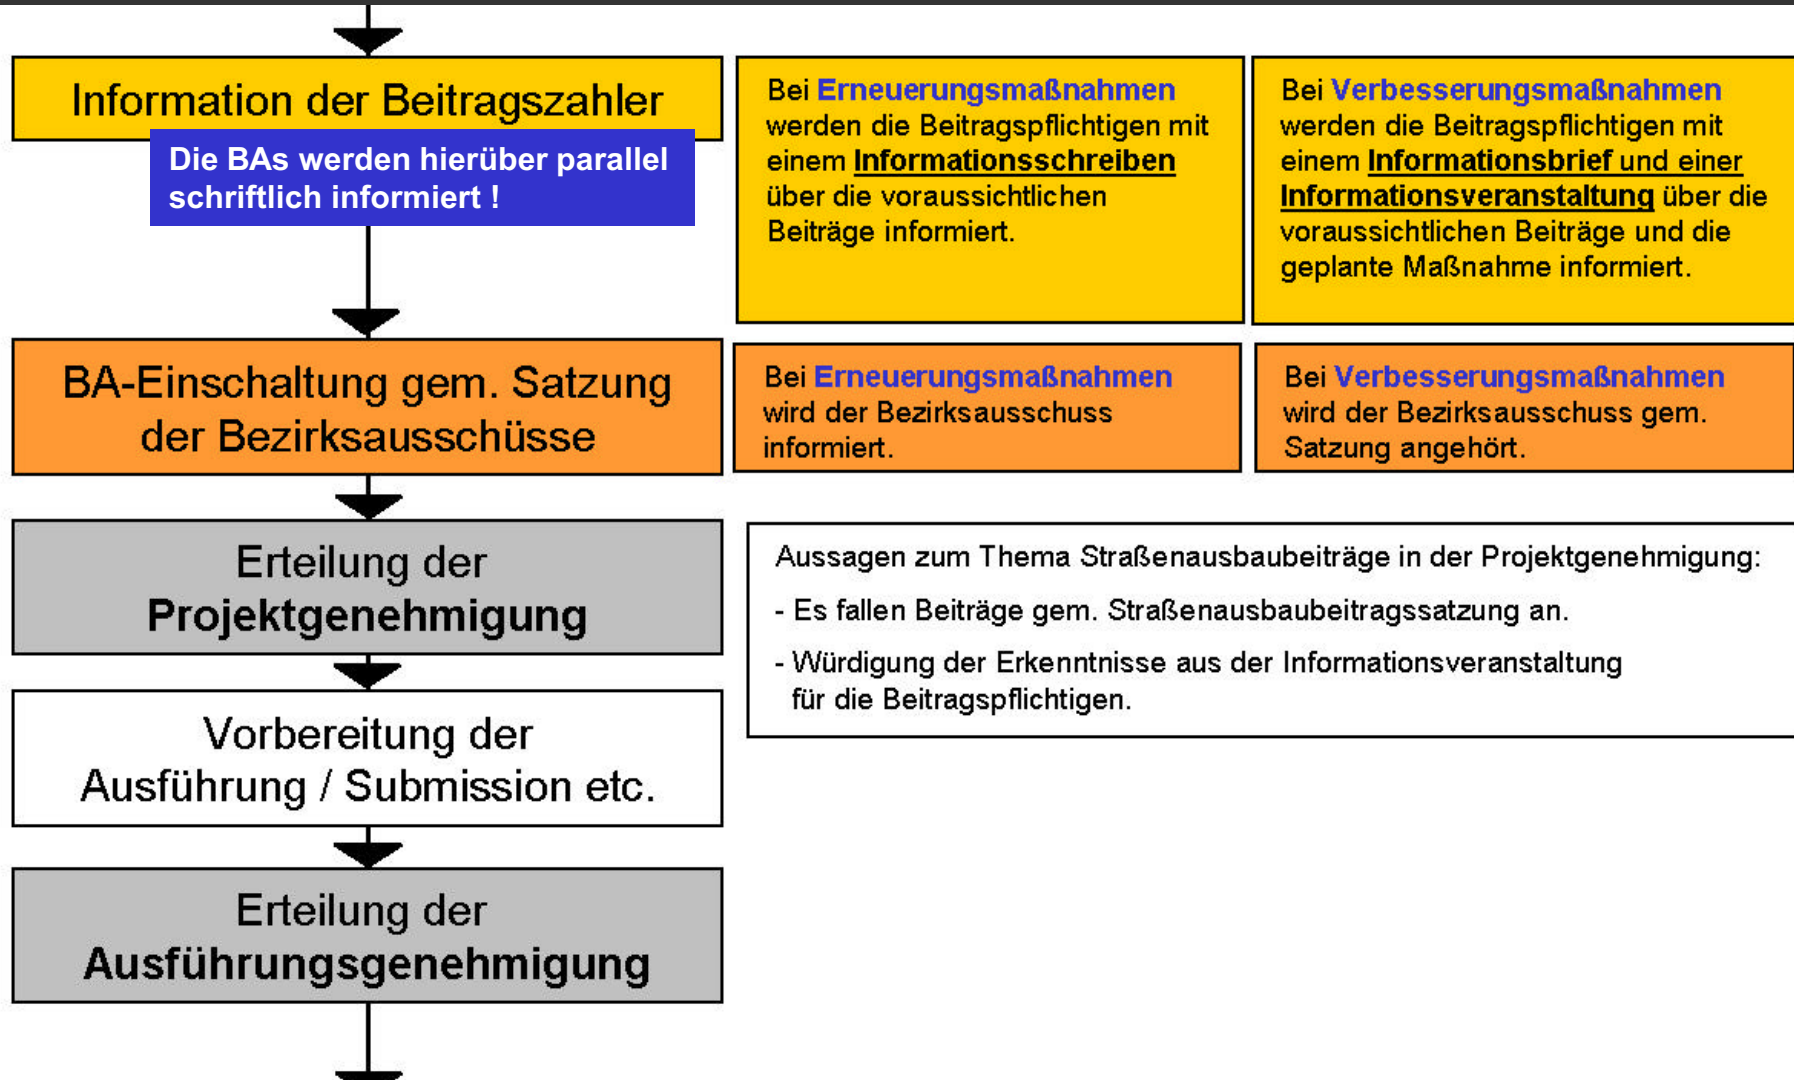 Information der Beitragszahler
Die BAs werden hierüber parallel
schriftlich informiert !
Bei Erneuerungsmaßnahmen
werden die Beitragspflichtigen mit
einem Informationsschreiben
über die voraussichtlichen
Beiträge informiert.
Bei Verbesserungsmaßnahmen
werden die Beitragspflichtigen mit
einem Informationsbrief und einer
Informationsveranstaltung über die
voraussichtlichen Beiträge und die
geplante Maßnahme informiert.
BA-Einschaltung gem. Satzung
der Bezirksausschüsse
Bei Erneuerungsmaßnahmen
wird der Bezirksausschuss
informiert.
Bei Verbesserungsmaßnahmen
wird der Bezirksausschuss gem.
Satzung angehört.
Erteilung der
Projektgenehmigung
Aussagen zum Thema Straßenausbaubeiträge in der Projektgenehmigung:
- Es fallen Beiträge gem. Straßenausbaubeitragssatzung an.
- Würdigung der Erkenntnisse aus der Informationsveranstaltung
für die Beitragspflichtigen.
Vorbereitung der
Ausführung / Submission etc.
Erteilung der
Ausführungsgenehmigung